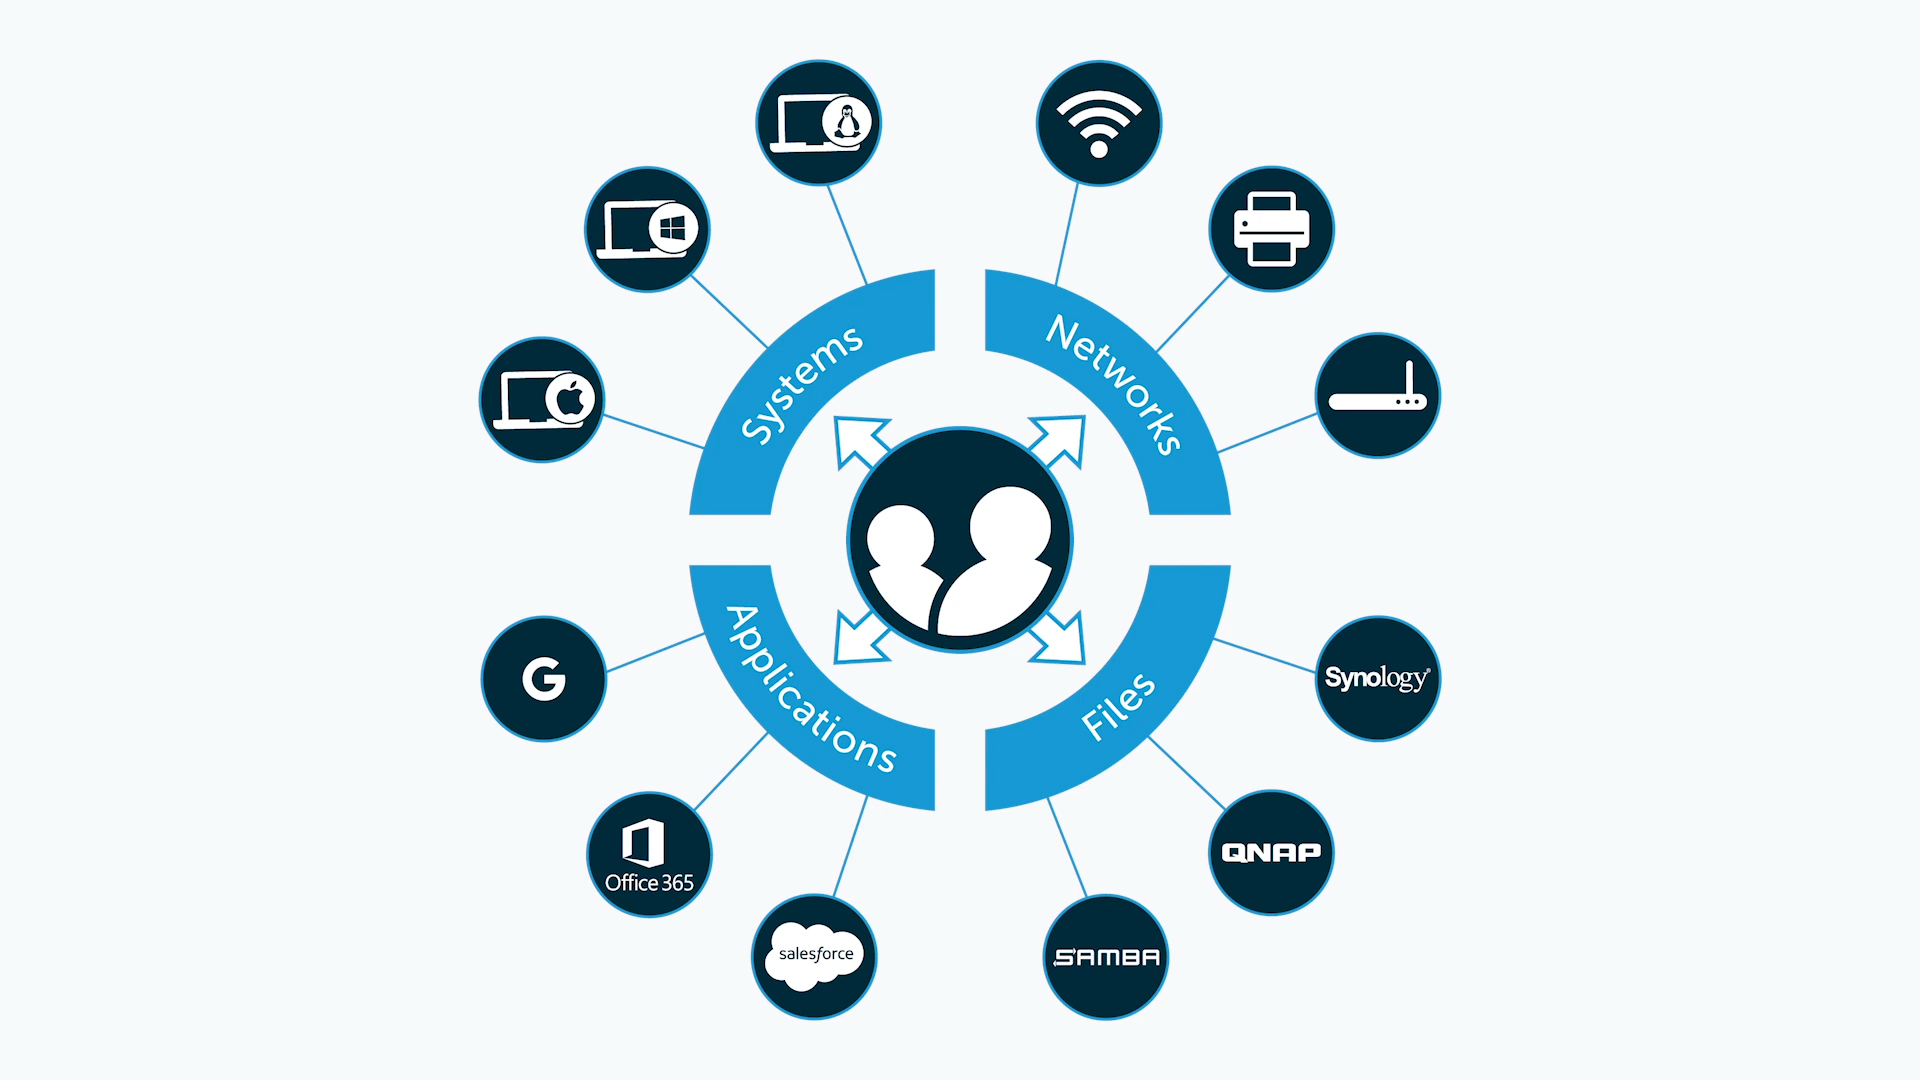 Systems
Networks
Applications
Files
G
Office 365
salesforce
Synology®
QNAP
SAMBA